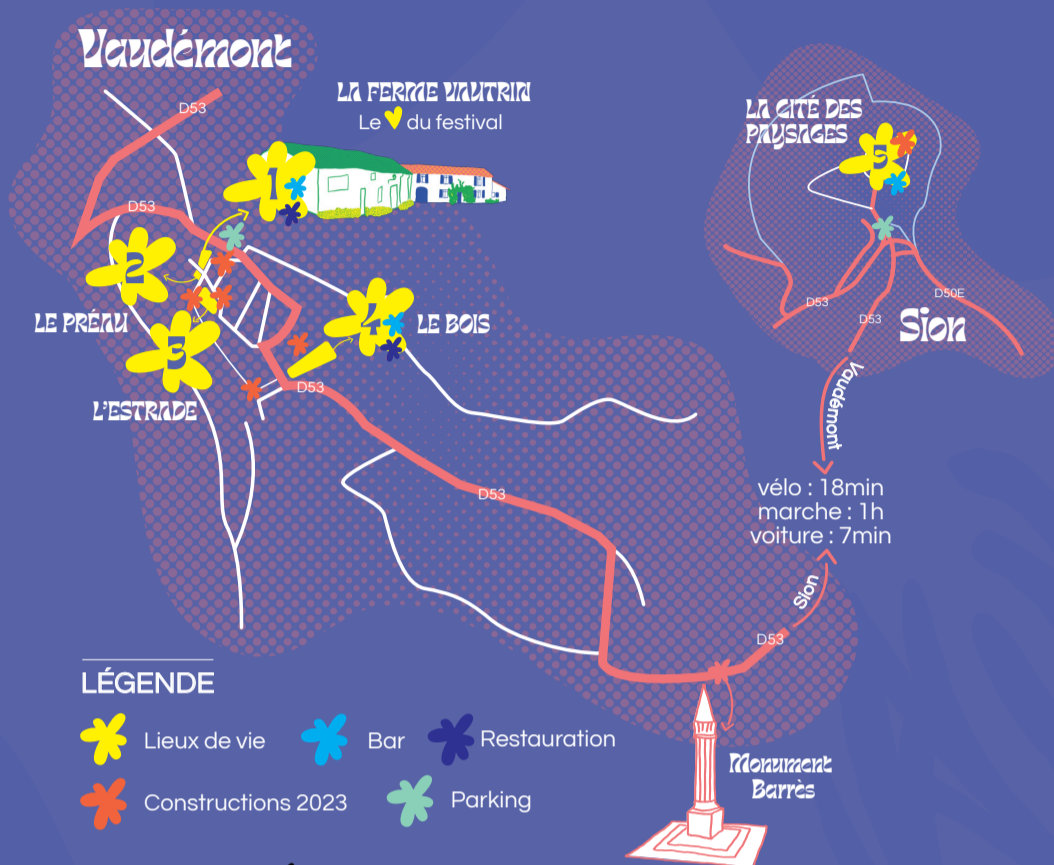 Vaudémont
D53
LA FERME VAUTRIN
Le du festival
1
D53
2
LE PRÉAU
3
L'ESTRADE
4
LE BOIS
D53
D53
LA CITÉ DES
PAYSAGES
5
D53
D53
D50E
Sion
Vaudémont
vélo : 18min
marche : 1h
voiture : 7min
Sion
D53
Monument
Barrès
LÉGENDE
Lieux de vie
Bar
Restauration
Constructions 2023
Parking